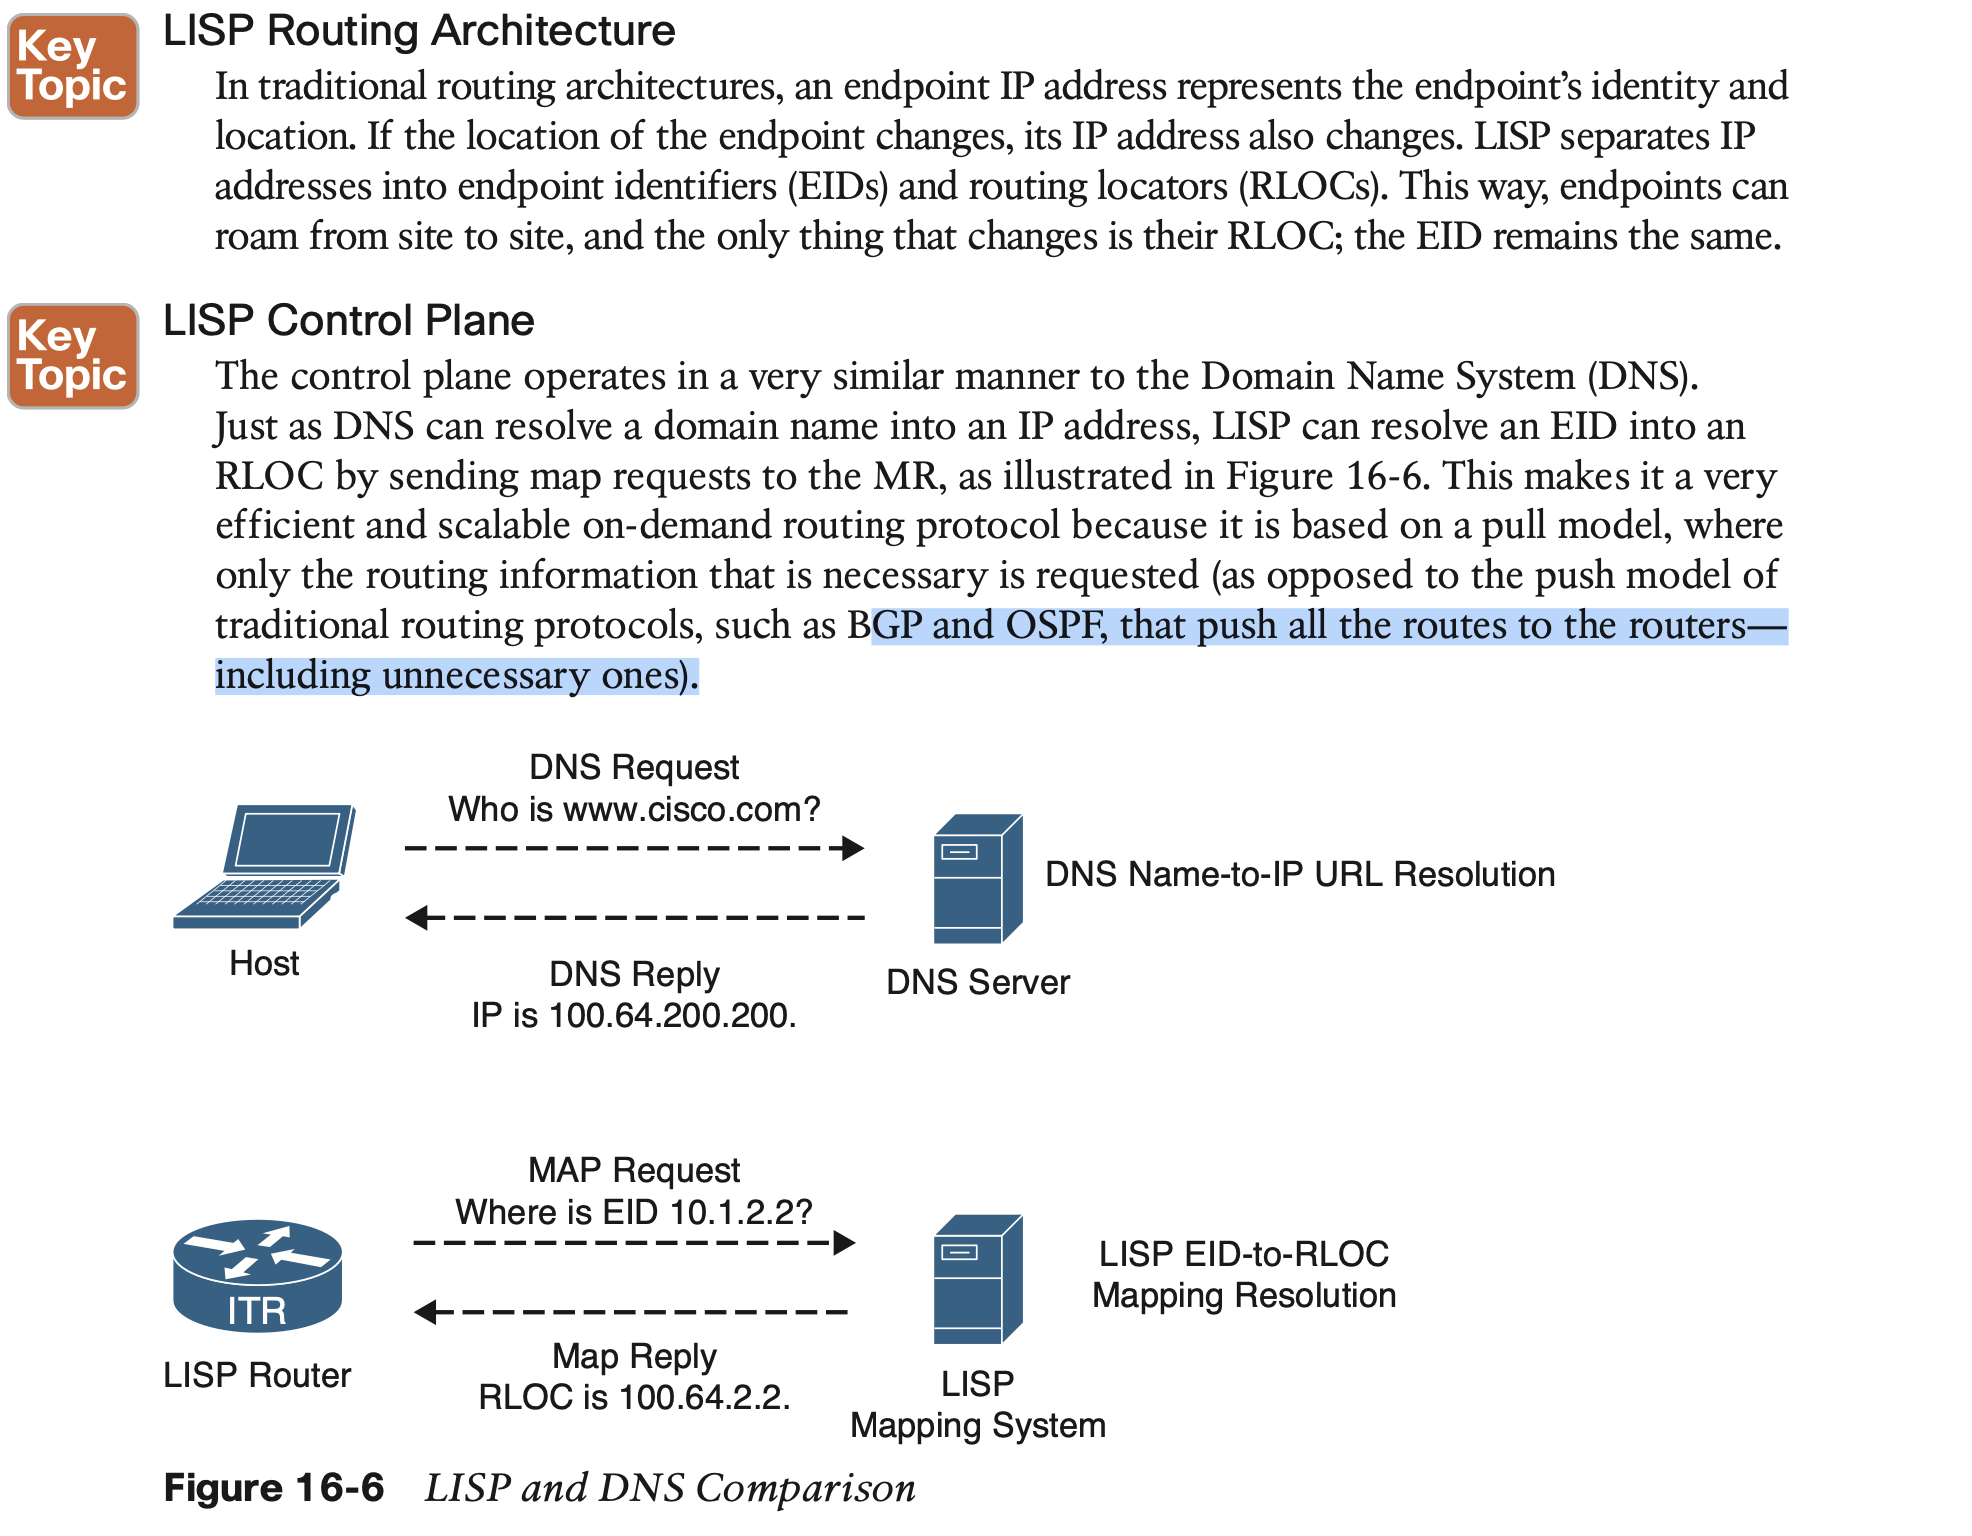 Key
Topic
LISP Routing Architecture
In traditional routing architectures, an endpoint IP address represents the endpoint’s identity and
location. If the location of the endpoint changes, its IP address also changes. LISP separates IP
addresses into endpoint identifiers (EIDs) and routing locators (RLOCs). This way, endpoints can
roam from site to site, and the only thing that changes is their RLOC; the EID remains the same.
Key
Topic
LISP Control Plane
The control plane operates in a very similar manner to the Domain Name System (DNS).
Just as DNS can resolve a domain name into an IP address, LISP can resolve an EID into an
RLOC by sending map requests to the MR, as illustrated in Figure 16-6. This makes it a very
efficient and scalable on-demand routing protocol because it is based on a pull model, where
only the routing information that is necessary is requested (as opposed to the push model of
traditional routing protocols, such as BGP and OSPF, that push all the routes to the routers—
including unnecessary ones).
DNS Request
Who is www.cisco.com?
DNS Name-to-IP URL Resolution
Host
DNS Reply
IP is 100.64.200.200.
DNS Server
MAP Request
Where is EID 10.1.2.2?
LISP EID-to-RLOC
Mapping Resolution
ITR
LISP Router
Map Reply
RLOC is 100.64.2.2.
LISP
Mapping System
Figure 16-6 LISP and DNS Comparison